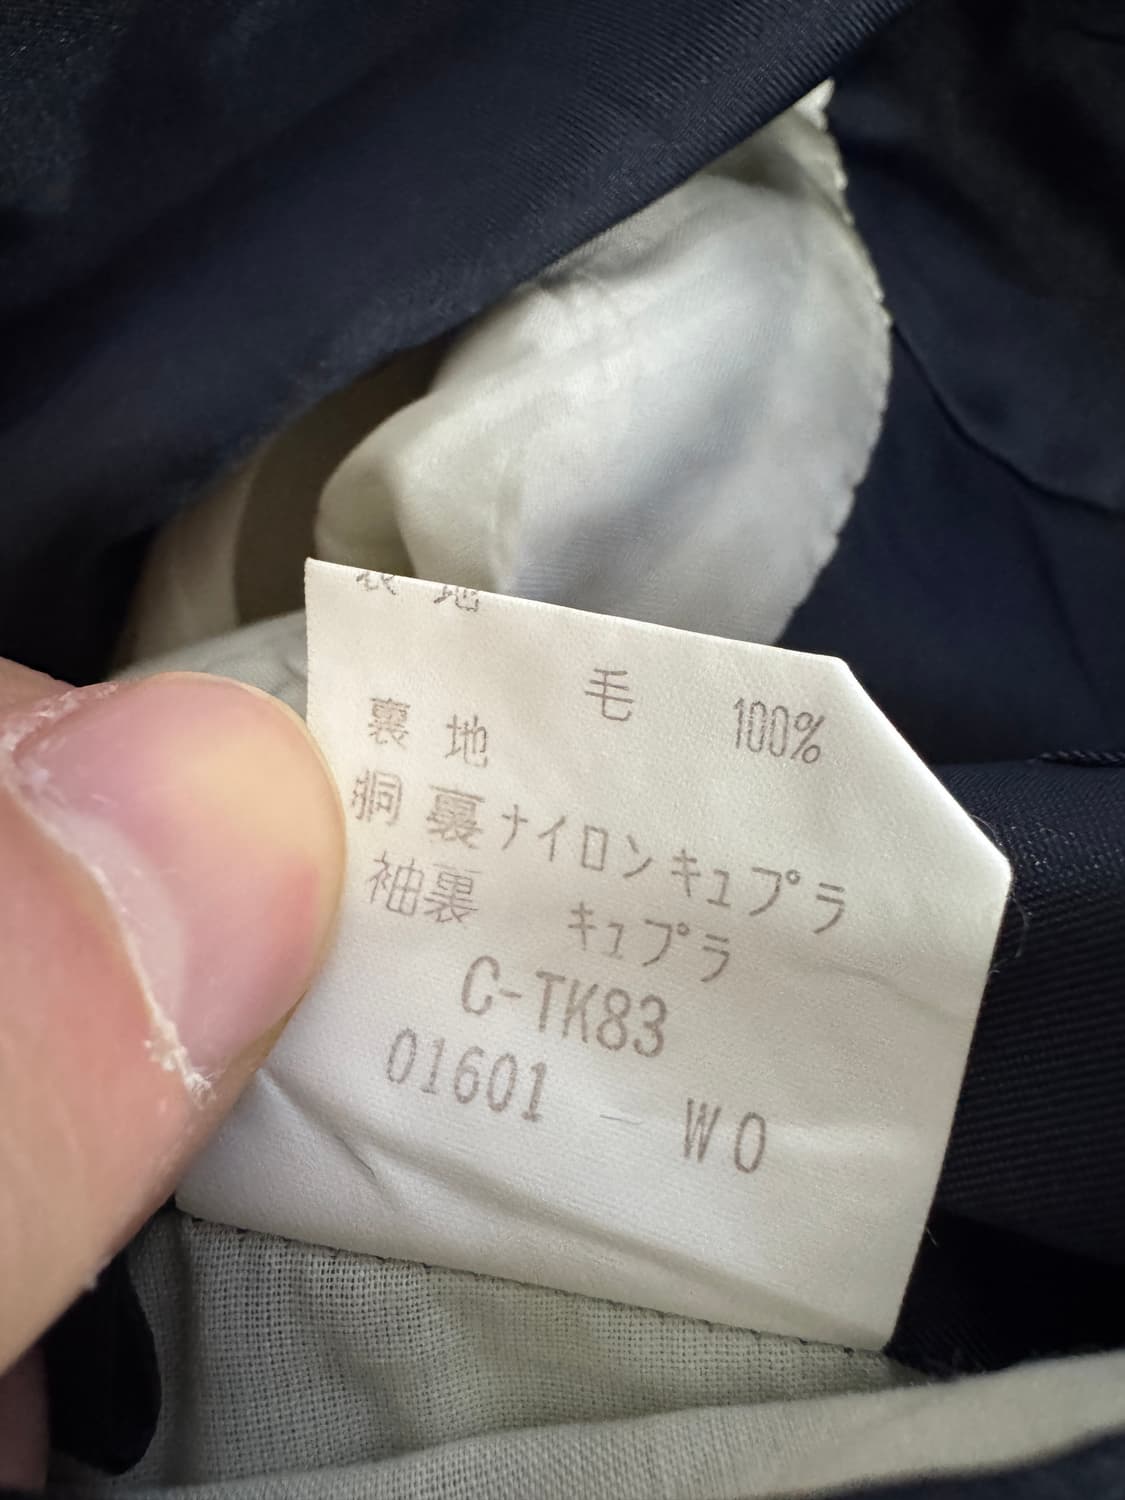 表 地
毛 100%
裏 地
胴 裏 ナイロンキュプラ
袖裏 キュプラ
C-TK83
01601 - W0